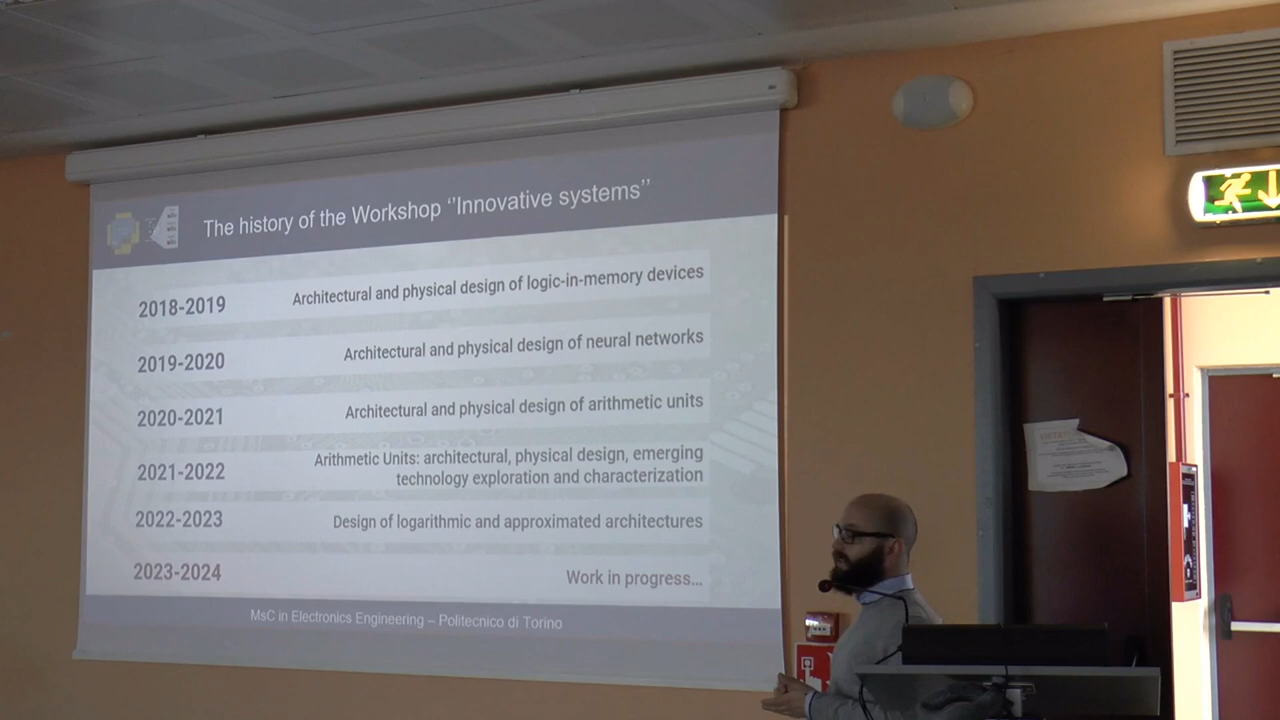 The history of the Workshop ‘’Innovative systems’’
2018-2019 Architectural and physical design of logic-in-memory devices
2019-2020 Architectural and physical design of neural networks
2020-2021 Architectural and physical design of arithmetic units
2021-2022 Arithmetic Units: architectural, physical design, emerging
technology exploration and characterization
2022-2023 Design of logarithmic and approximated architectures
2023-2024 Work in progress...
MsC in Electronics Engineering – Politecnico di Torino